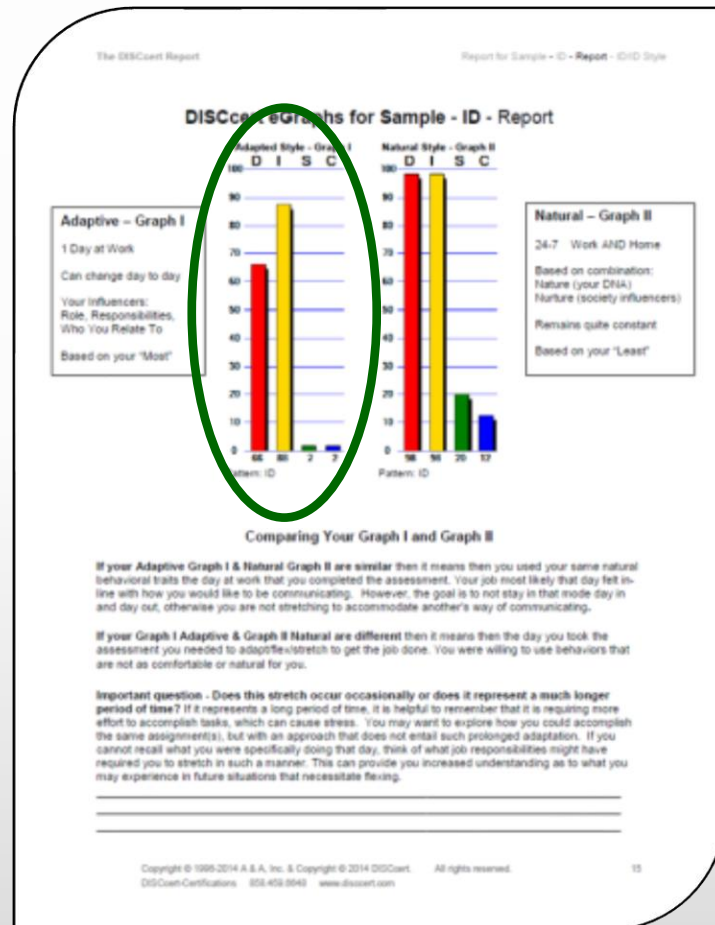 The DISCcert Report
Report for Sample - ID - Report - ID/ID Style
DISCcert eGraphs for Sample - ID - Report
Adapted Style - Graph I
D I S C
100
90
80
70
60
50
40
30
20
10
0
66 88 2 2
Pattern: ID
Natural Style - Graph II
D I S C
100
90
80
70
60
50
40
30
20
10
0
98 98 20 12
Pattern: ID
Adaptive – Graph I
1 Day at Work
Can change day to day
Your Influencers:
Role, Responsibilities,
Who You Relate To
Based on your "Most"
Natural – Graph II
24-7 Work AND Home
Based on combination:
Nature (your DNA)
Nurture (society influencers)
Remains quite constant
Based on your "Least"
Comparing Your Graph I and Graph II
If your Adaptive Graph I & Natural Graph II are similar then it means then you used your same natural
behavioral traits the day at work that you completed the assessment. Your job most likely that day felt in-
line with how you would like to be communicating. However, the goal is to not stay in that mode day in
and day out, otherwise you are not stretching to accommodate another's way of communicating.
If your Graph I Adaptive & Graph II Natural are different then it means then the day you took the
assessment you needed to adapt/flex/stretch to get the job done. You were willing to use behaviors that
are not as comfortable or natural for you.
Important question - Does this stretch occur occasionally or does it represent a much longer
period of time? If it represents a long period of time, it is helpful to remember that it is requiring more
effort to accomplish tasks, which can cause stress. You may want to explore how you could accomplish
the same assignment(s), but with an approach that does not entail such prolonged adaptation. If you
cannot recall what you were specifically doing that day, think of what job responsibilities might have
required you to stretch in such a manner. This can provide you increased understanding as to what you
may experience in future situations that necessitate flexing.
Copyright © 1996-2014 A & A, Inc. & Copyright © 2014 DISCcert. All rights reserved. 15
DISCcert-Certifications www.disccert.com